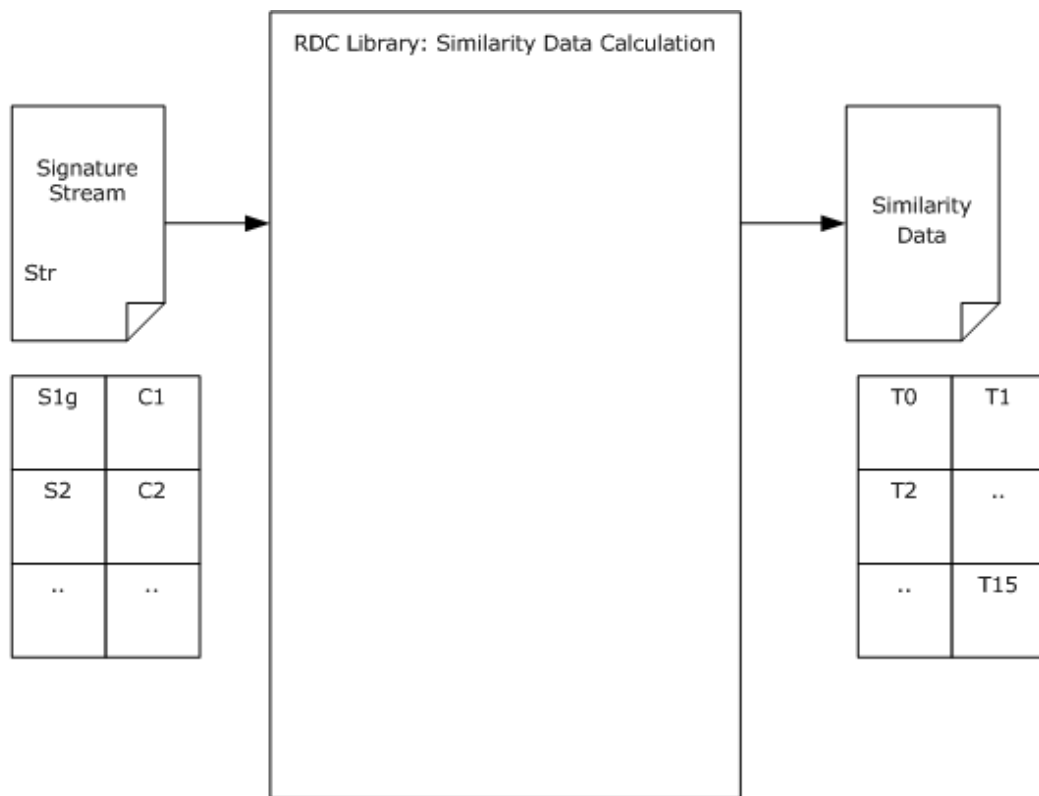 RDC Library: Similarity Data Calculation
Signature
Stream
Str
Similarity
Data
S1g C1
S2 C2
.. ..
T0 T1
T2 ..
.. T15